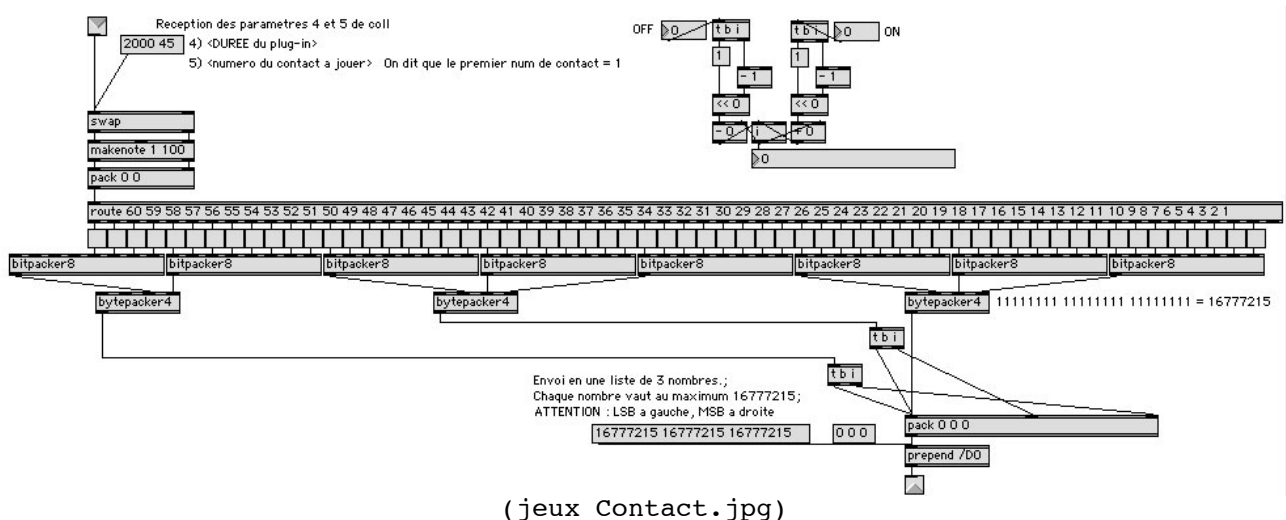 Reception des parametres 4 et 5 de coll
2000 45
4) <DUREE du plug-in>
5) <numero du contact a jouer> On dit que le premier num de contact = 1
OFF
0
t b i
t b i
0
ON
1
- 1
1
- 1
<< 0
<< 0
- 0
i
+ 0
0
swap
makenote 1 100
pack 0 0
route 60 59 58 57 56 55 54 53 52 51 50 49 48 47 46 45 44 43 42 41 40 39 38 37 36 35 34 33 32 31 30 29 28 27 26 25 24 23 22 21 20 19 18 17 16 15 14 13 12 11 10 9 8 7 6 5 4 3 2 1
bitpacker8
bitpacker8
bitpacker8
bitpacker8
bitpacker8
bitpacker8
bitpacker8
bitpacker8
bytepacker4
bytepacker4
bytepacker4
11111111 11111111 11111111 = 16777215
t b i
t b i
Envoi en une liste de 3 nombres.;
Chaque nombre vaut au maximum 16777215;
ATTENTION : LSB a gauche, MSB a droite
16777215 16777215 16777215
0 0 0
pack 0 0 0
prepend /DO
(jeux Contact.jpg)